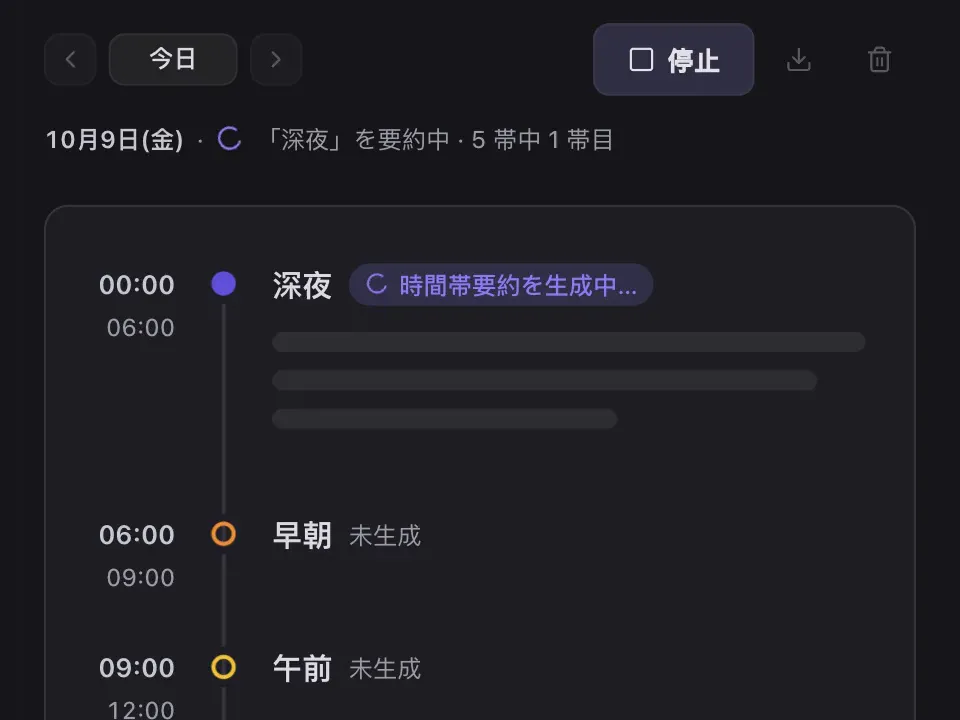 今日
停止
10月9日(金) · 「深夜」を要約中 · 5 帯中 1 帯目
00:00 深夜 時間帯要約を生成中...
06:00
06:00 早朝 未生成
09:00
09:00 午前 未生成
12:00